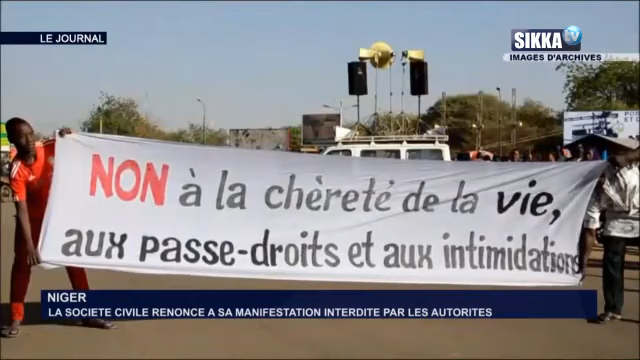 LE JOURNAL
SIKKA TV
IMAGES D'ARCHIVES
NON à la chèreté de la vie,
aux passe-droits et aux intimidations
NIGER
LA SOCIETE CIVILE RENONCE A SA MANIFESTATION INTERDITE PAR LES AUTORITES